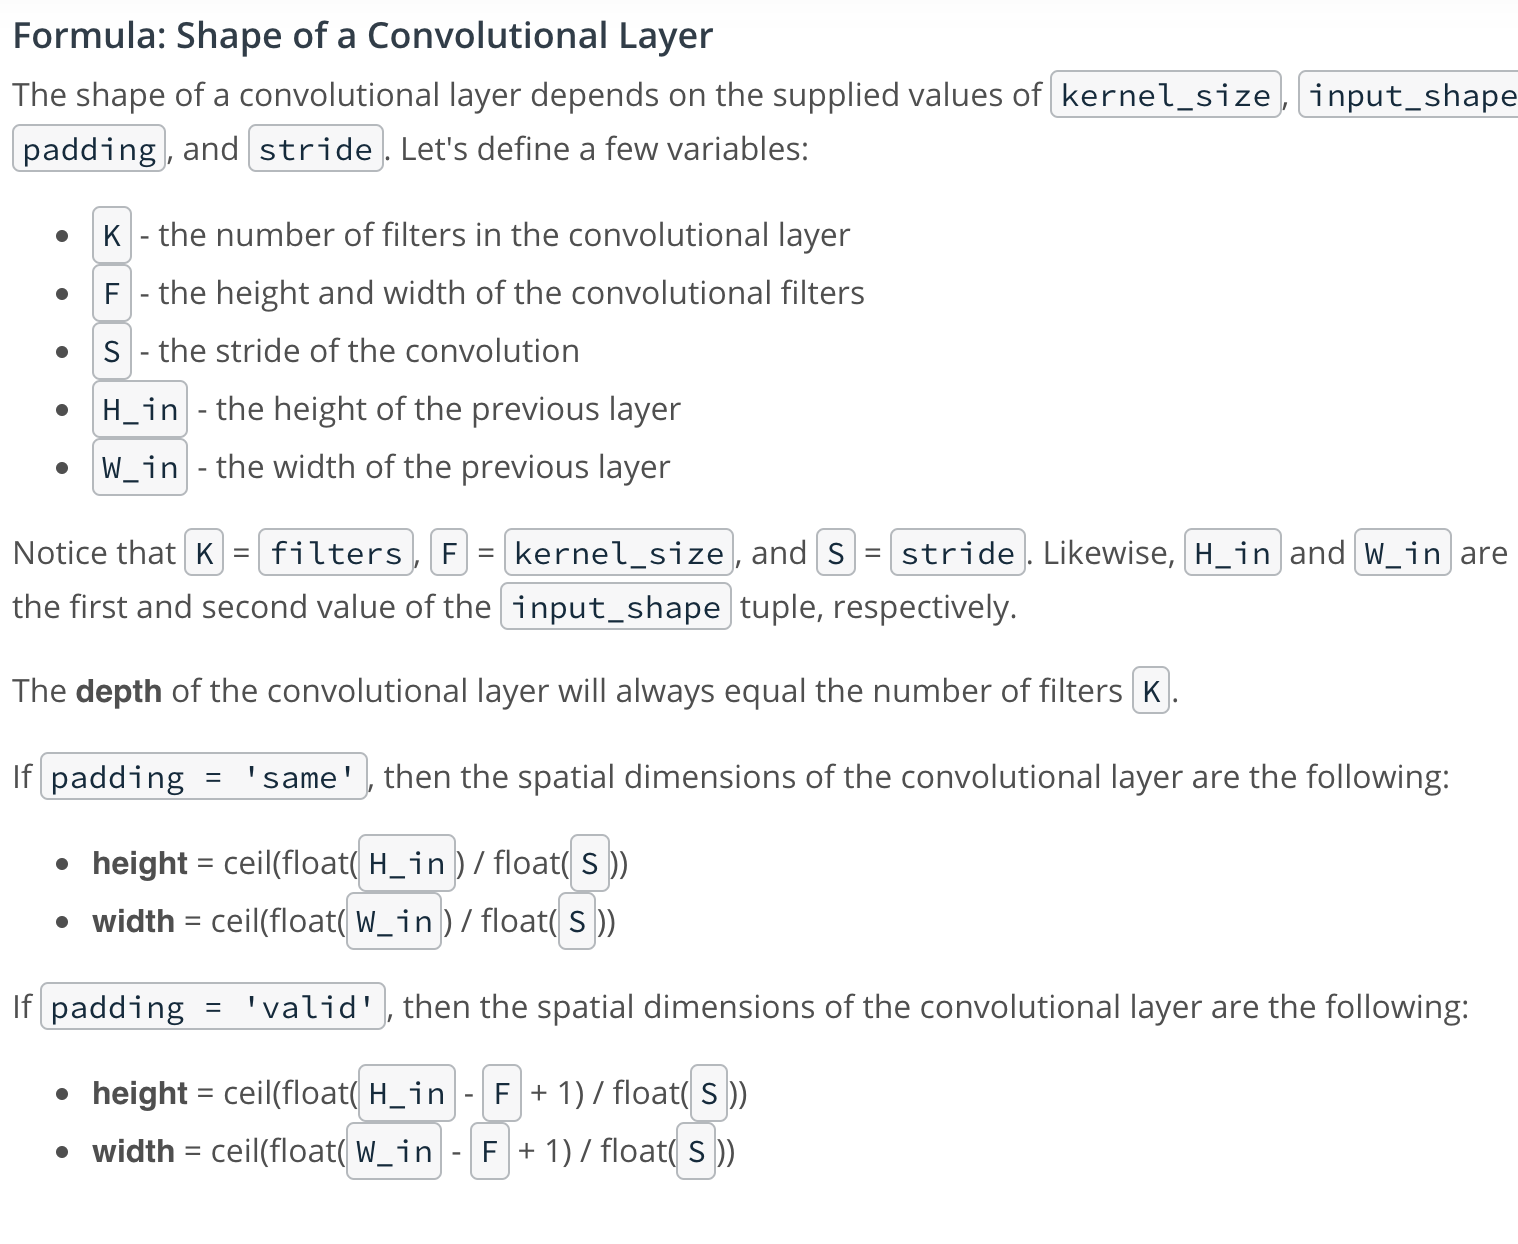 Formula: Shape of a Convolutional Layer
The shape of a convolutional layer depends on the supplied values of kernel_size, input_shape
padding, and stride. Let's define a few variables:
• K - the number of filters in the convolutional layer
• F - the height and width of the convolutional filters
• S - the stride of the convolution
• H_in - the height of the previous layer
• W_in - the width of the previous layer
Notice that K = filters, F = kernel_size, and S = stride. Likewise, H_in and W_in are
the first and second value of the input_shape tuple, respectively.
The depth of the convolutional layer will always equal the number of filters K.
If padding = 'same', then the spatial dimensions of the convolutional layer are the following:
• height = ceil(float(H_in) / float(S))
• width = ceil(float(W_in) / float(S))
If padding = 'valid', then the spatial dimensions of the convolutional layer are the following:
• height = ceil(float(H_in - F + 1) / float(S))
• width = ceil(float(W_in - F + 1) / float(S))